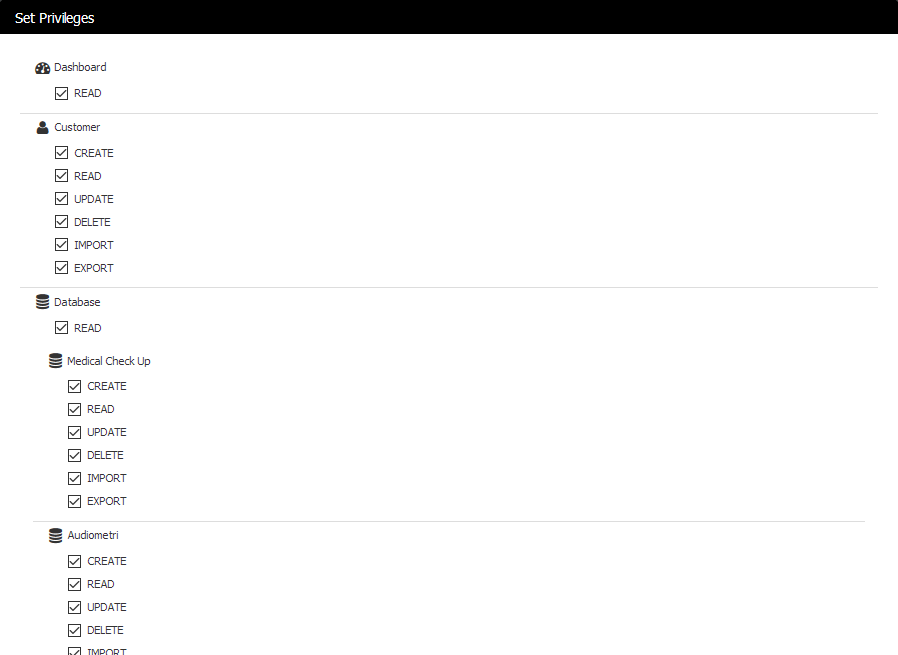 Set Privileges
Dashboard
READ
Customer
CREATE
READ
UPDATE
DELETE
IMPORT
EXPORT
Database
READ
Medical Check Up
CREATE
READ
UPDATE
DELETE
IMPORT
EXPORT
Audiometri
CREATE
READ
UPDATE
DELETE
IMPORT